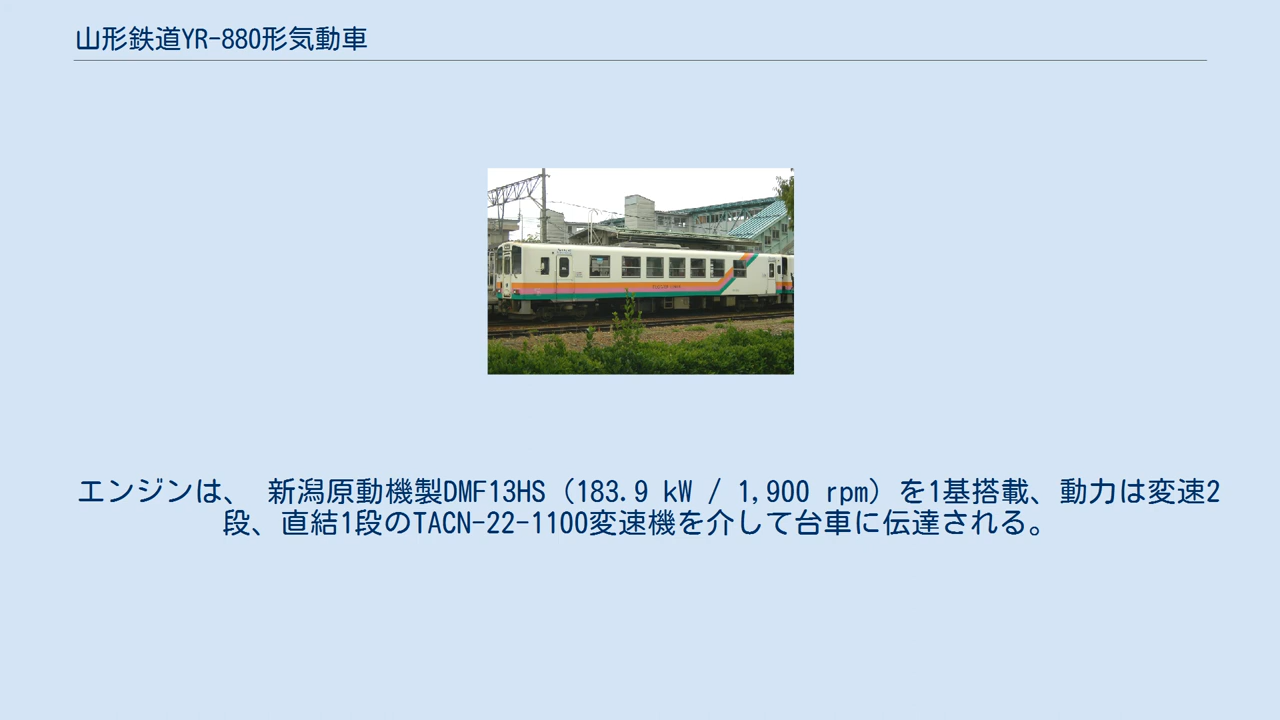 山形鉄道YR-880形気動車
エンジンは、 新潟原動機製DMF13HS（183.9 kW / 1,900 rpm）を1基搭載、動力は変速2
段、直結1段のTACN-22-1100変速機を介して台車に伝達される。